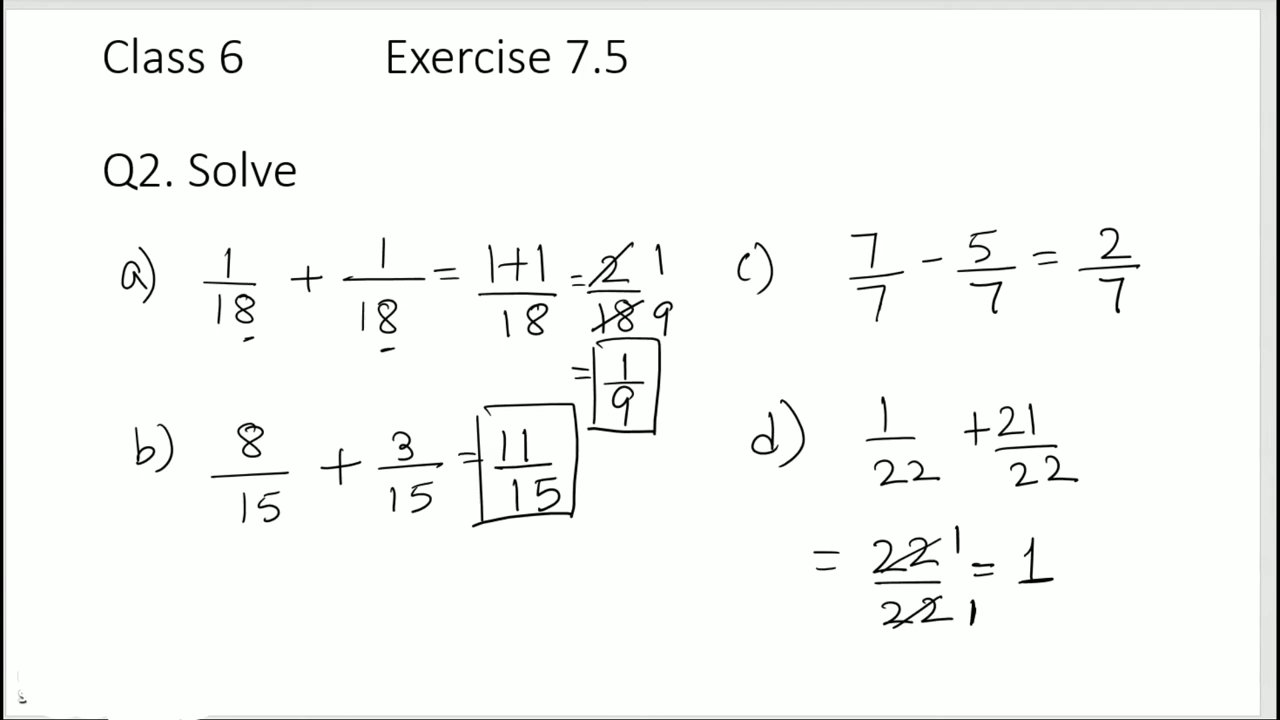 Class 6 Exercise 7.5
Q2. Solve
a) 1/18 + 1/18 = 1+1/18 = 2/18 1/9
= 1/9
b) 8/15 + 3/15 = 11/15
c) 7/7 - 5/7 = 2/7
d) 1/22 + 21/22
= 22/22 1/1 = 1